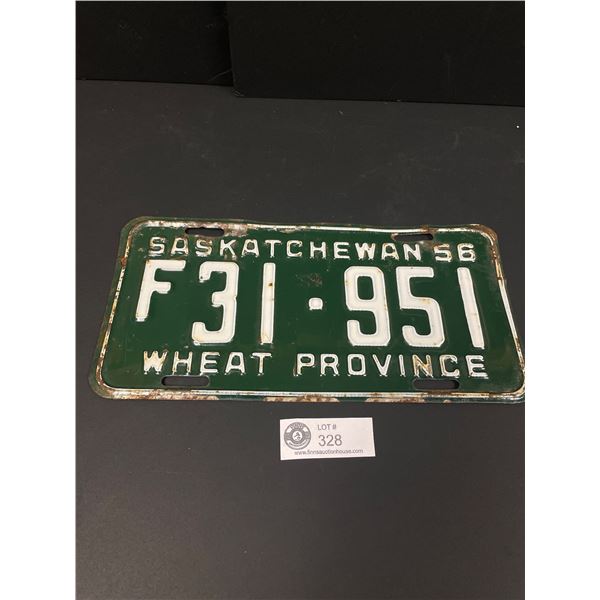 SASKATCHEWAN 56
F31·951
WHEAT PROVINCE
LOT #
328
www.finnsauctionhouse.com